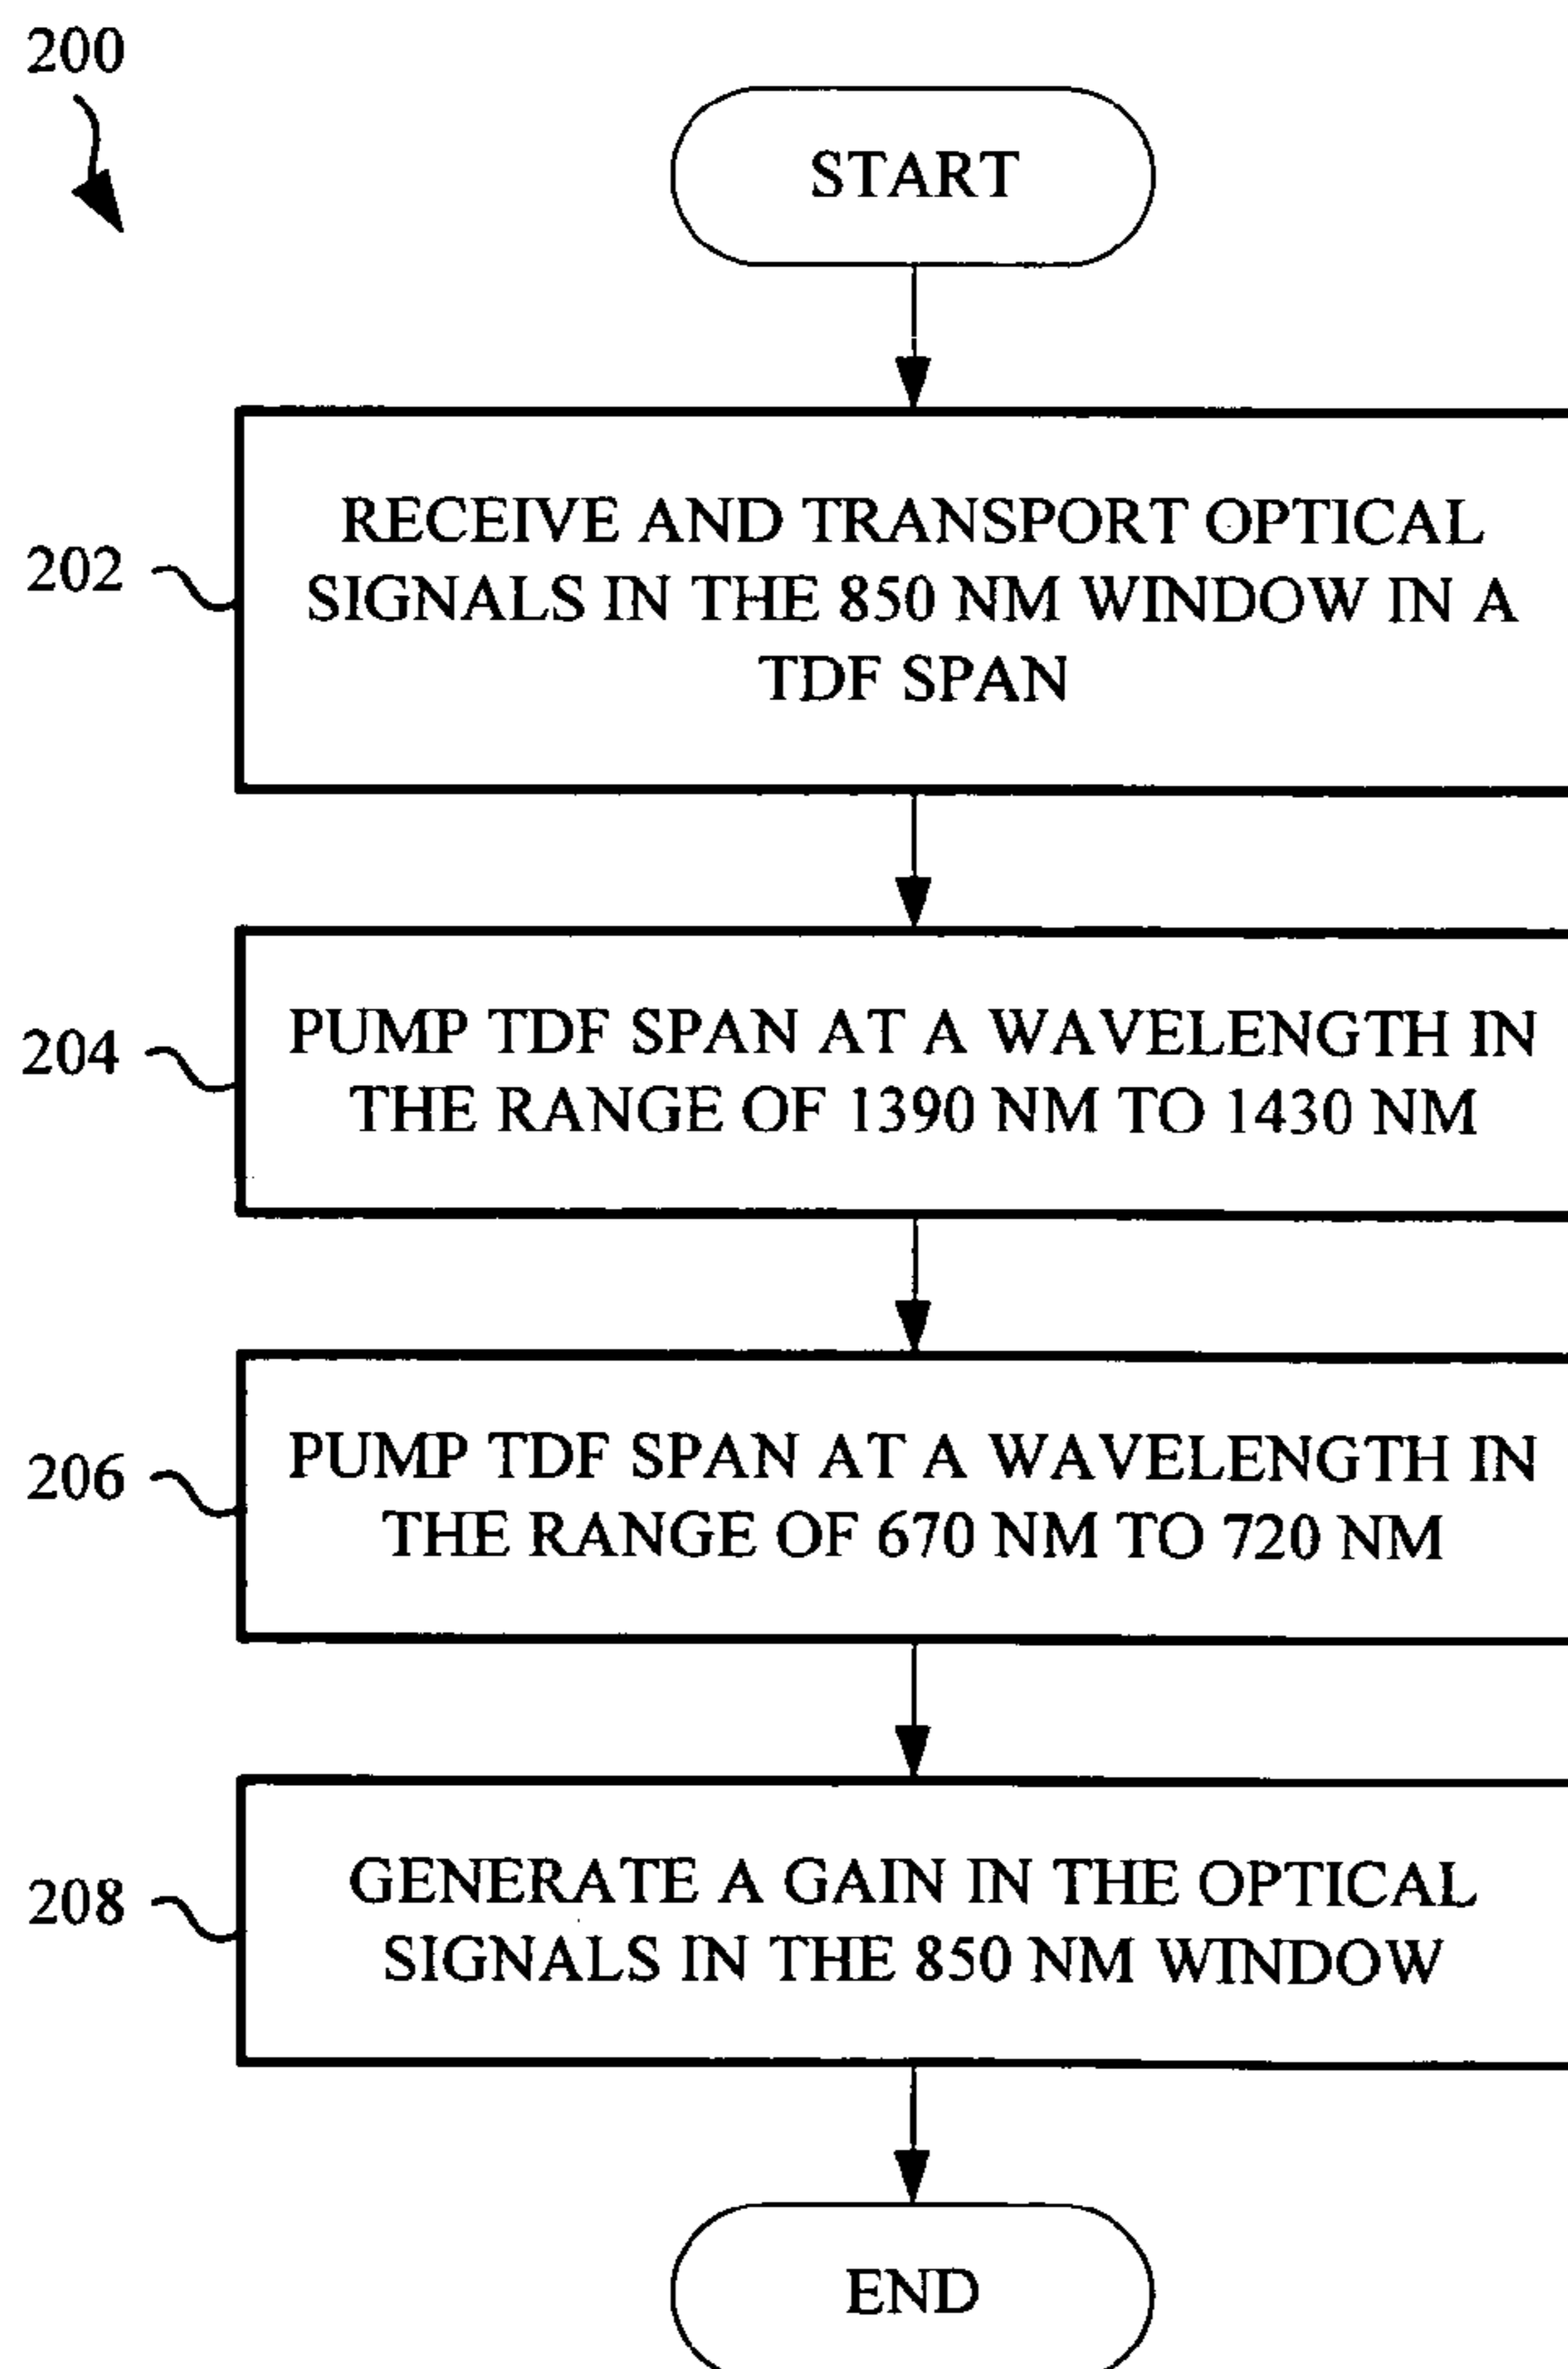 200
START
202
RECEIVE AND TRANSPORT OPTICAL
SIGNALS IN THE 850 NM WINDOW IN A
TDF SPAN
204
PUMP TDF SPAN AT A WAVELENGTH IN
THE RANGE OF 1390 NM TO 1430 NM
206
PUMP TDF SPAN AT A WAVELENGTH IN
THE RANGE OF 670 NM TO 720 NM
208
GENERATE A GAIN IN THE OPTICAL
SIGNALS IN THE 850 NM WINDOW
END